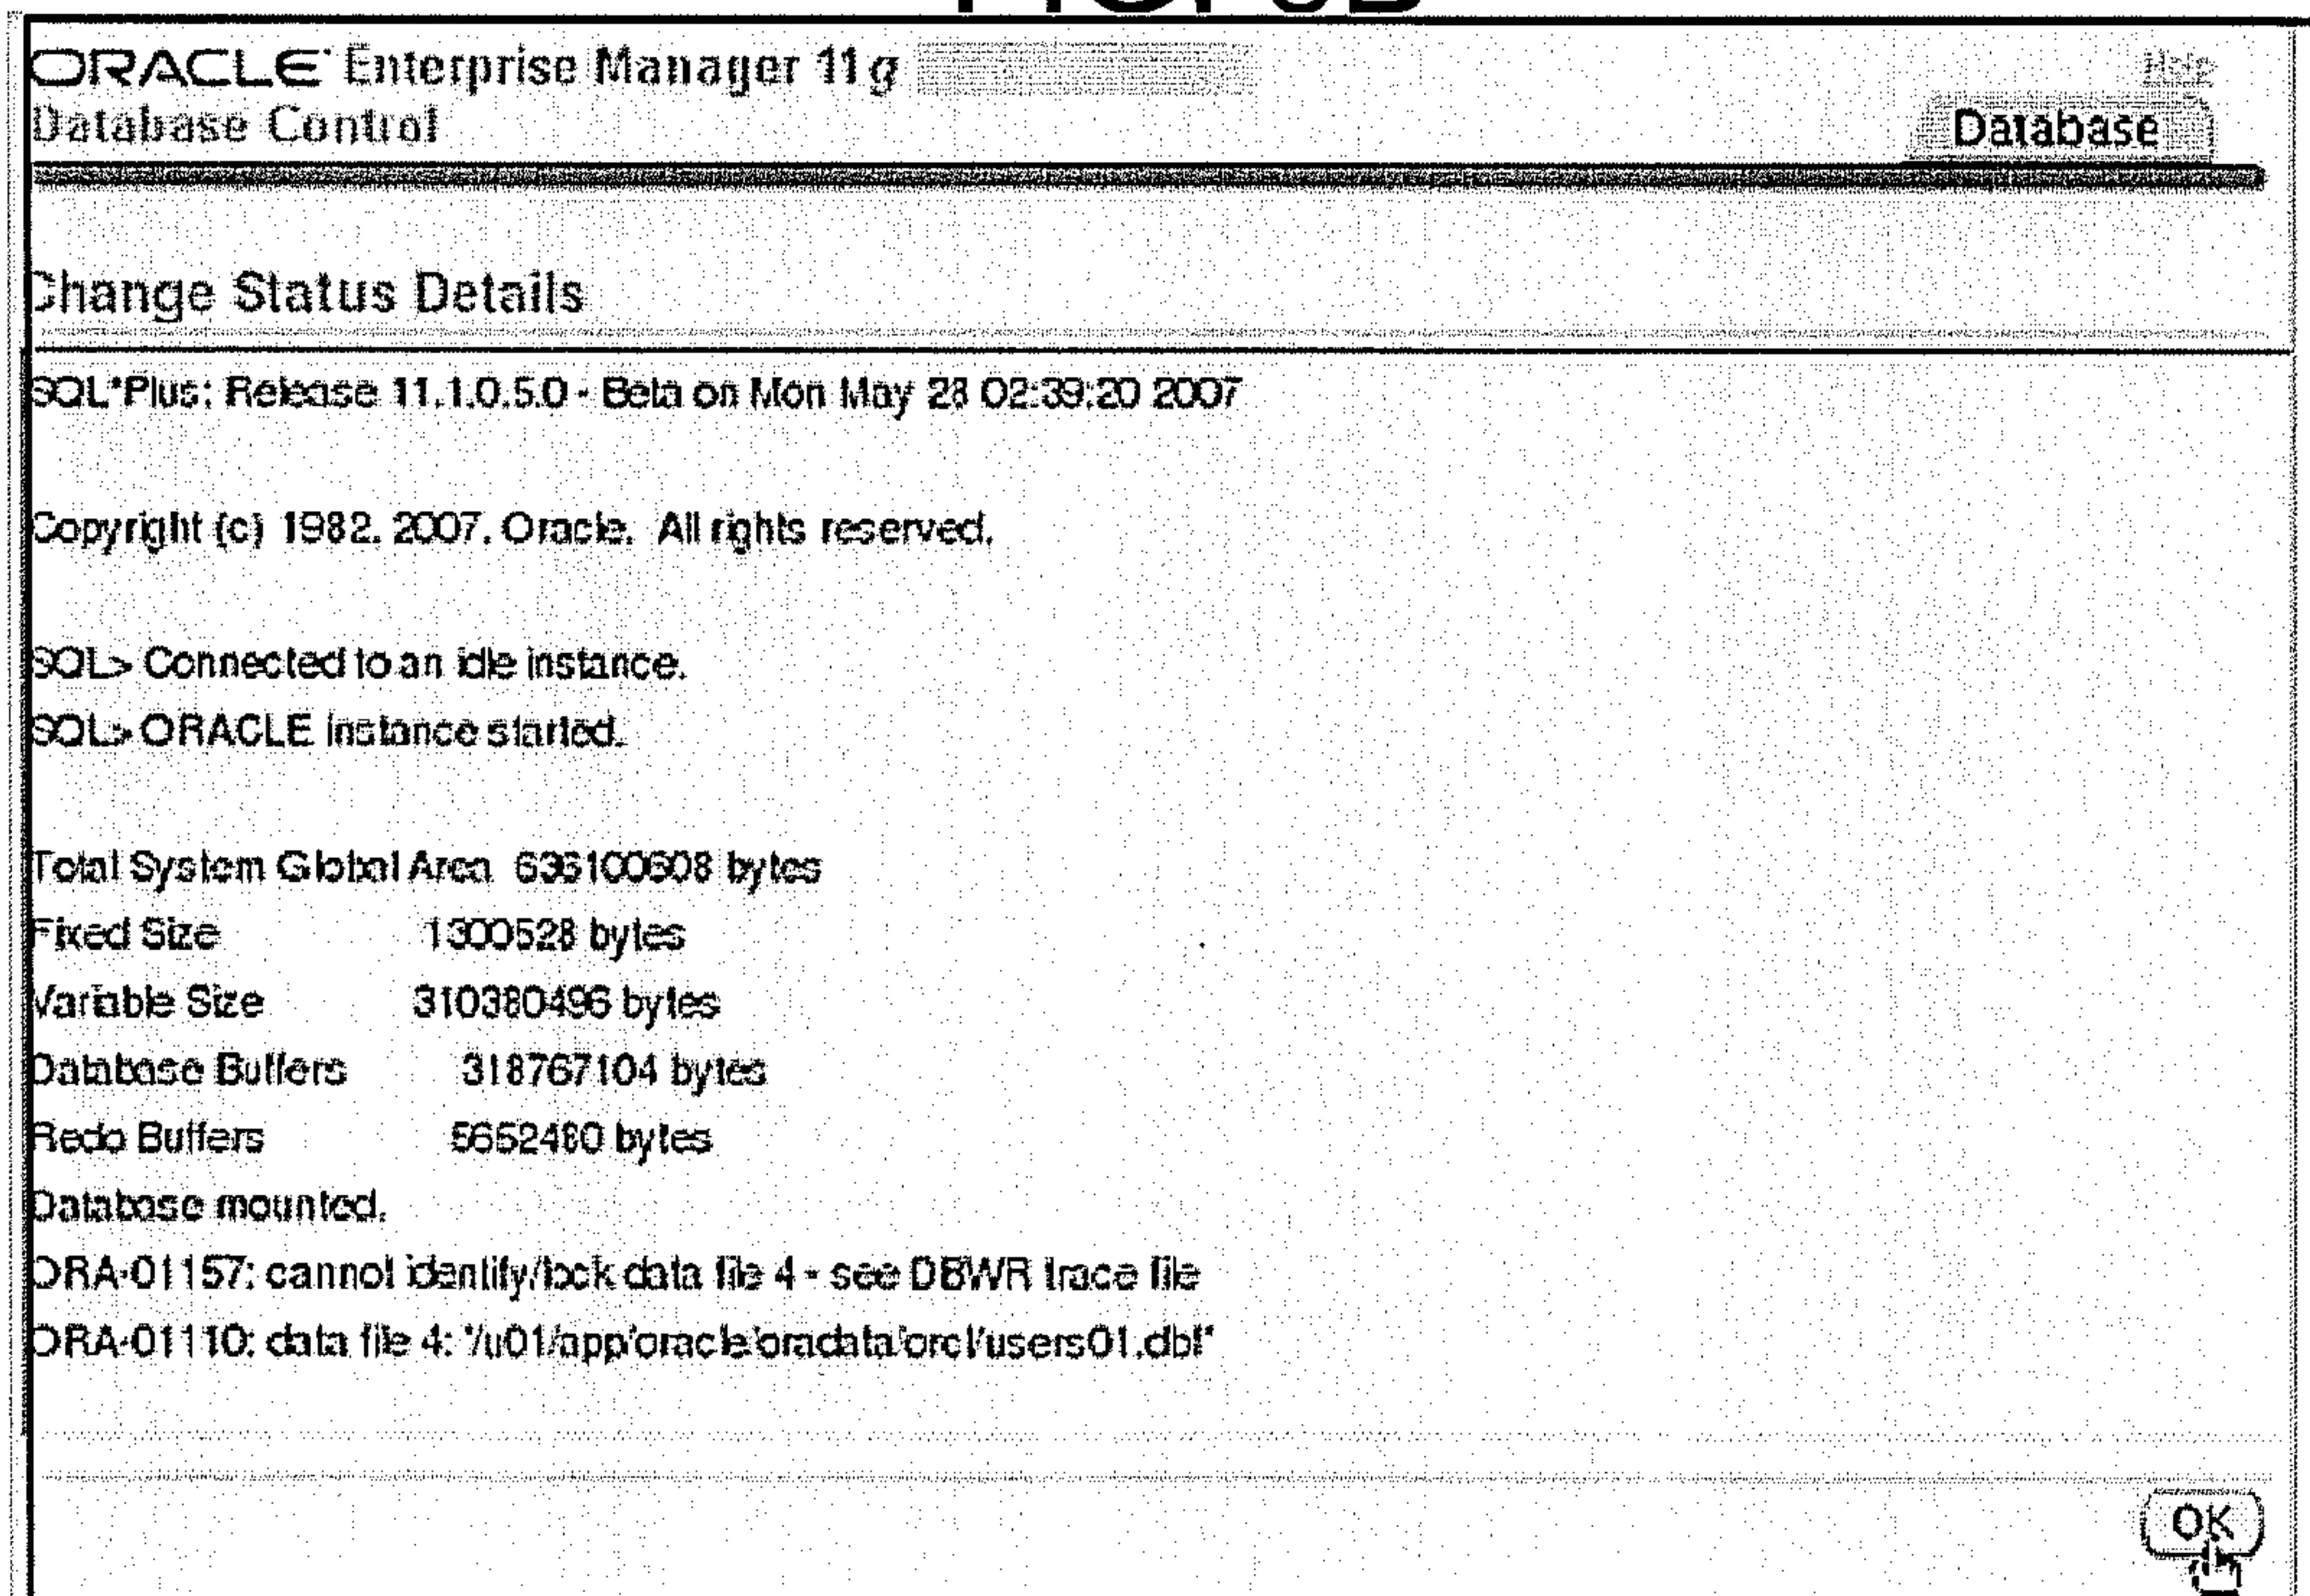 ORACLE Enterprise Manager 11g
Help
Database Control
Database
Change Status Details
SQL*Plus: Release 11.1.0.5.0 - Beta on Mon May 28 02:39:20 2007
Copyright (c) 1982, 2007, Oracle. All rights reserved.
SQL> Connected to an idle instance.
SQL> ORACLE instance started.
Total System Global Area 636100608 bytes
Fixed Size 1300528 bytes
Variable Size 310380496 bytes
Database Buffers 318767104 bytes
Redo Buffers 5652480 bytes
Database mounted.
ORA-01157: cannot identify/lock data file 4 - see DBWR trace file
ORA-01110: data file 4: '/u01/app/oracle/oradata/orcl/users01.dbf'
OK